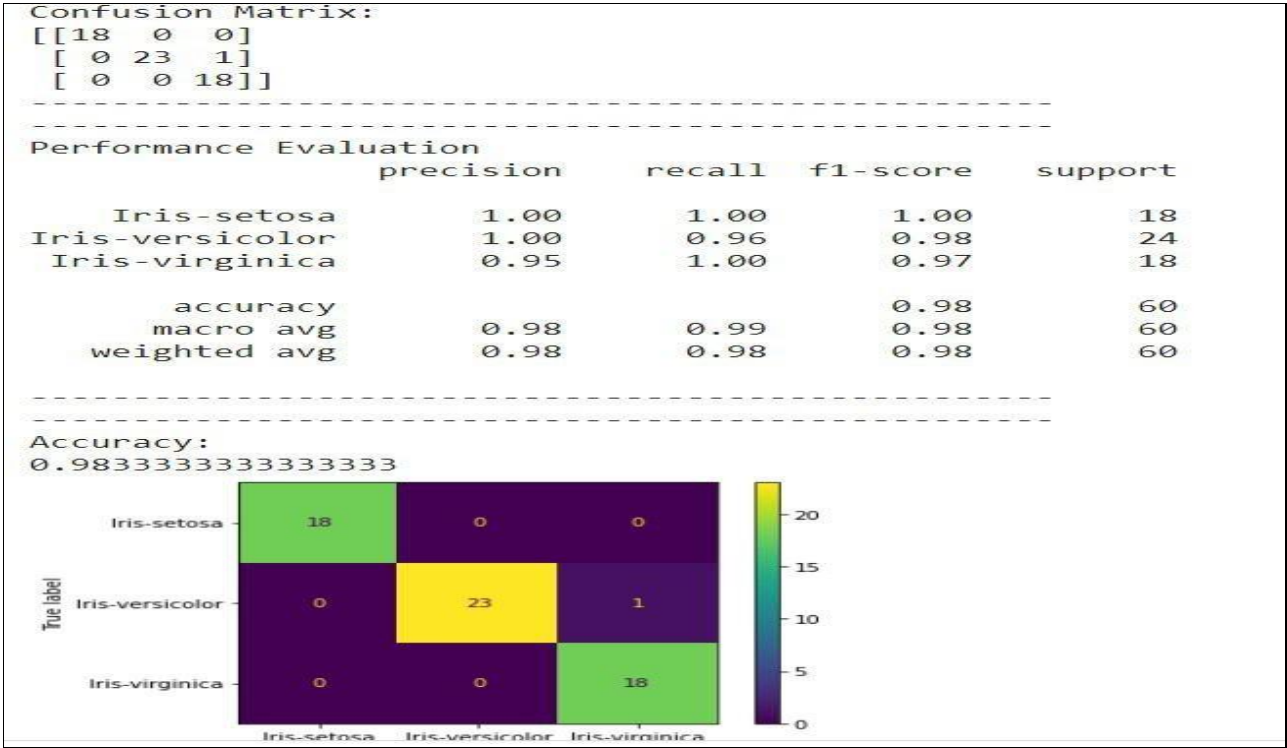 Confusion Matrix:
[[18  0  0]
 [ 0 23  1]
 [ 0  0 18]]
---------------------------------------------------
---------------------------------------------------
Performance Evaluation
precision recall f1-score support
Iris-setosa 1.00 1.00 1.00 18
Iris-versicolor 1.00 0.96 0.98 24
Iris-virginica 0.95 1.00 0.97 18
accuracy 0.98 60
macro avg 0.98 0.99 0.98 60
weighted avg 0.98 0.98 0.98 60
---------------------------------------------------
---------------------------------------------------
Accuracy:
0.9833333333333333
True label
Iris-setosa 18 0 0
Iris-versicolor 0 23 1
Iris-virginica 0 0 18
Iris-setosa Iris-versicolor Iris-virginica
20
15
10
5
0